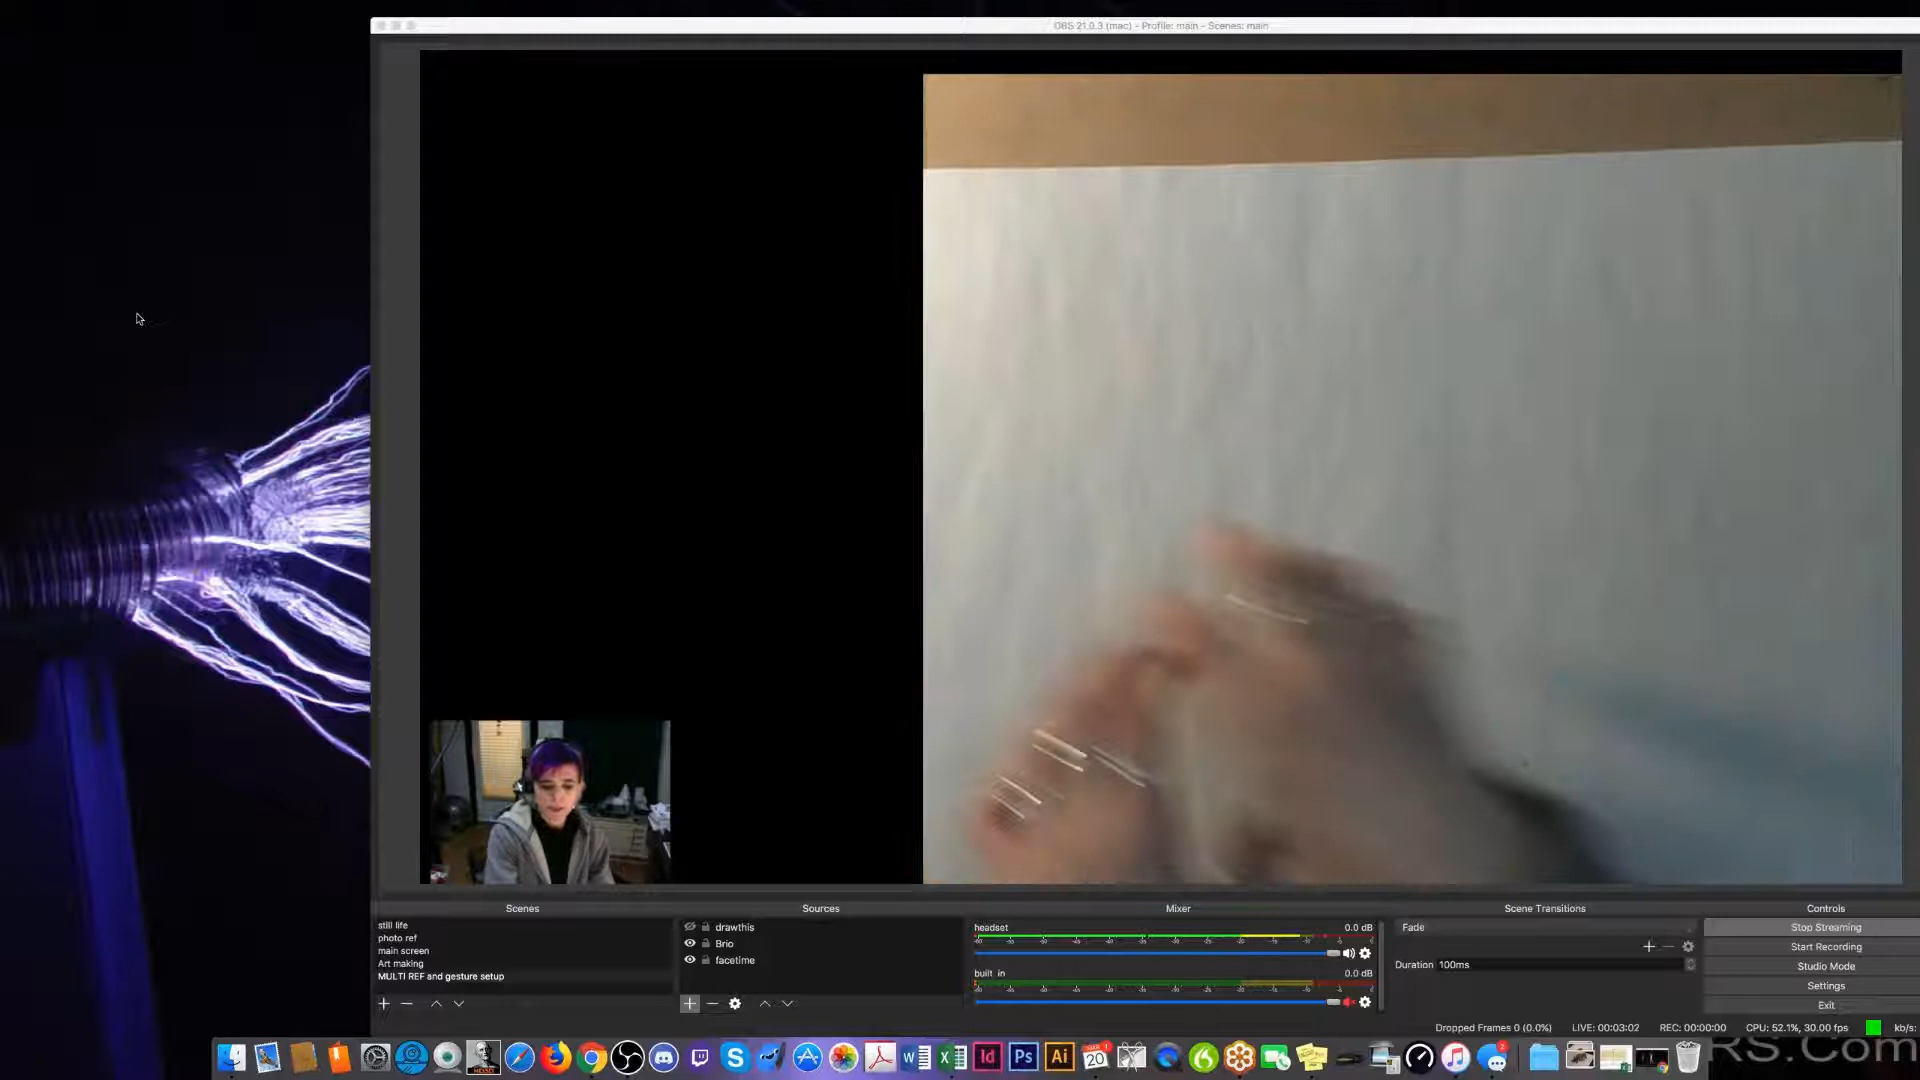 OBS 21.0.3 (mac) - Profile: main - Scenes: main
Scenes
Sources
Mixer
Scene Transitions
Controls
still life
photo ref
main screen
Art making
MULTI REF and gesture setup
drawthis
Brio
facetime
headset
0.0 dB
built in
0.0 dB
Fade
Duration 100ms
Stop Streaming
Start Recording
Studio Mode
Settings
Exit
Dropped Frames 0 (0.0%)
LIVE: 00:03:02
REC: 00:00:00
CPU: 52.1%, 30.00 fps
kb/s:
RS.Com
W
X
Id
Ps
Ai
MAR
20
1
2
S